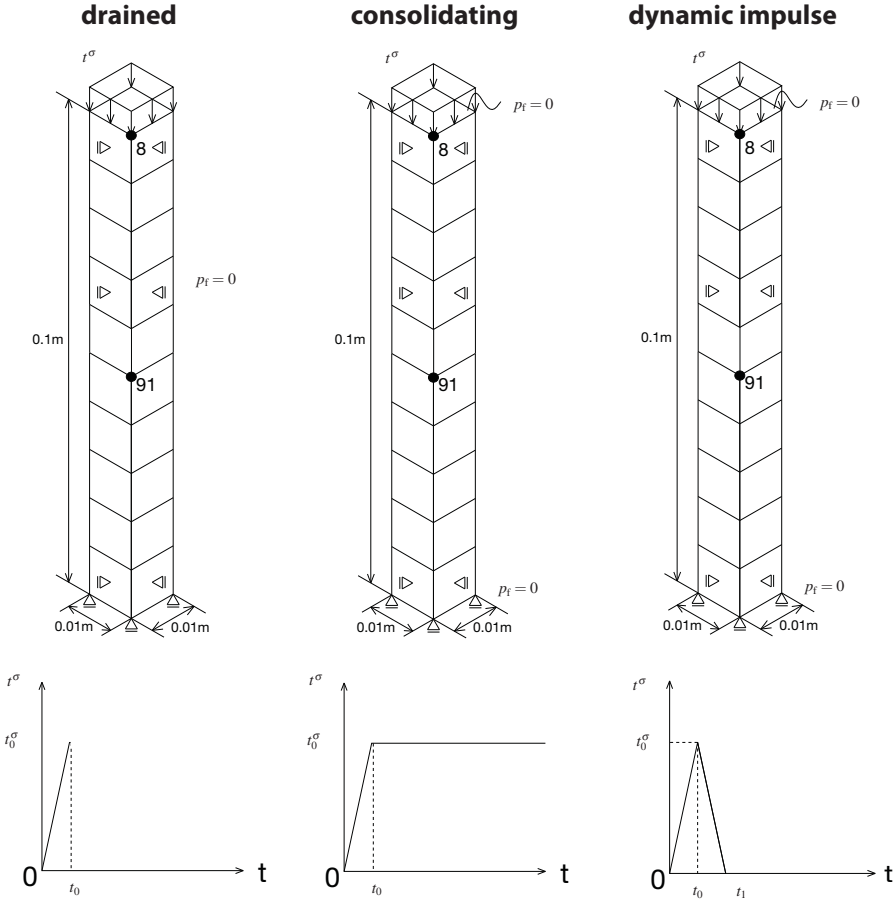 drained consolidating dynamic impulse
t^σ t^σ t^σ
p_f = 0 p_f = 0
8 8 8
p_f = 0
0.1m 0.1m 0.1m
91 91 91
p_f = 0 p_f = 0
0.01m 0.01m 0.01m 0.01m 0.01m 0.01m
t^σ t^σ t^σ
t_0^σ t_0^σ t_0^σ
0 t 0 t 0 t
t_0 t_0 t_0 t_1